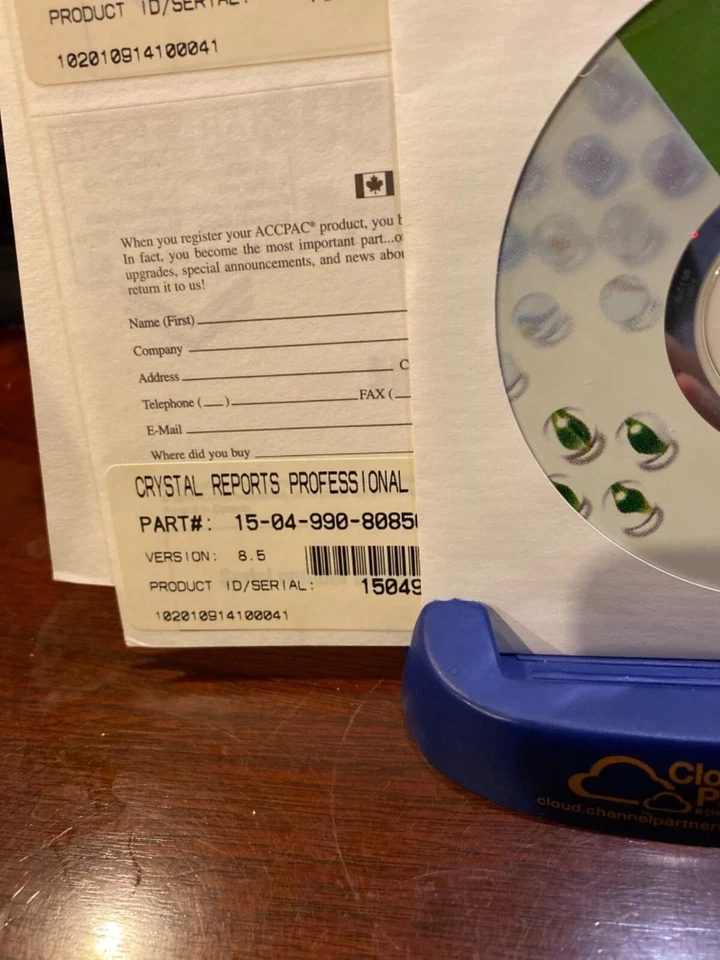 PRODUCT ID/SERIAL:
102010914100041
When you register your ACCPAC® product, you
In fact, you become the most important part...
upgrades, special announcements, and news
return it to us!
Name (First)
Company
Address
Telephone ( ) FAX (
E-Mail
Where did you buy
CRYSTAL REPORTS PROFESSIONAL
PART#: 15-04-990-8085
VERSION: 8.5
PRODUCT ID/SERIAL: 15049
102010914100041
Clo
P
cloud.channelpartner